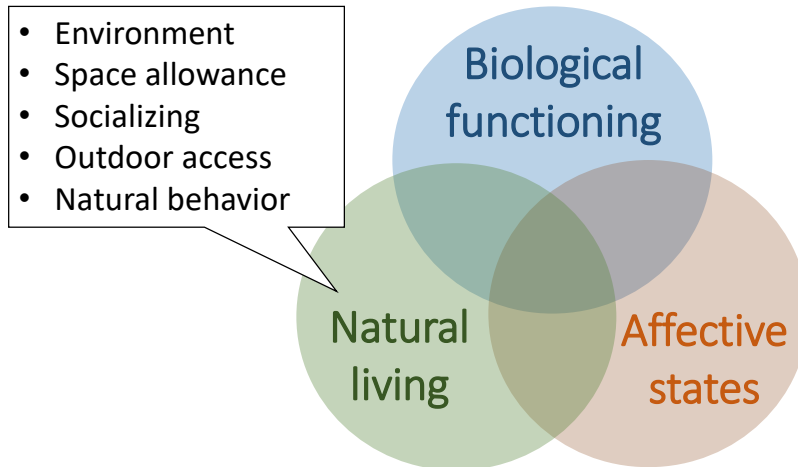 • Environment
• Space allowance
• Socializing
• Outdoor access
• Natural behavior
Biological
functioning
Natural
living
Affective
states